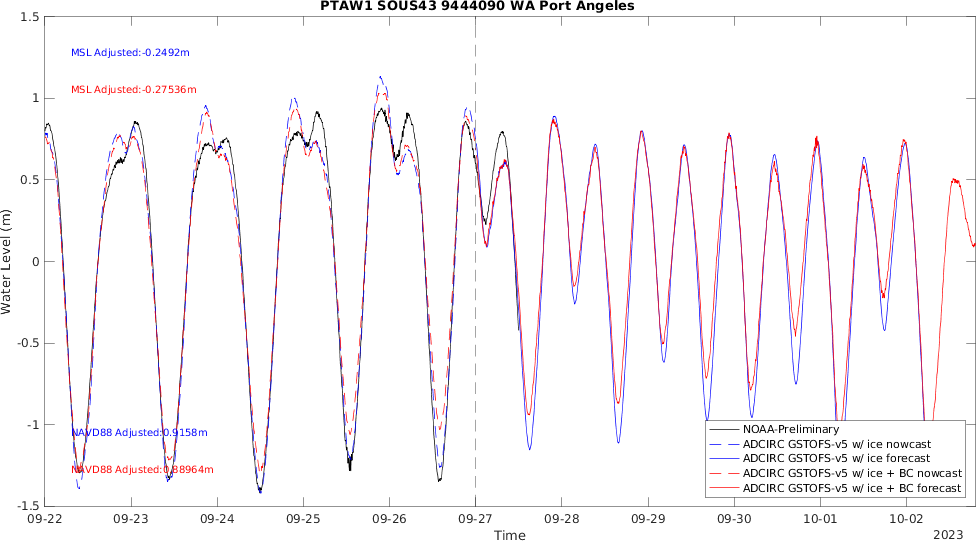 PTAW1 SOUS43 9444090 WA Port Angeles
1.5
MSL Adjusted:-0.2492m
MSL Adjusted:-0.27536m
1
0.5
0
-0.5
-1
-1.5
Water Level (m)
NAVD88 Adjusted:0.9158m
NAVD88 Adjusted:0.88964m
NOAA-Preliminary
ADCIRC GSTOFS-v5 w/ ice nowcast
ADCIRC GSTOFS-v5 w/ ice forecast
ADCIRC GSTOFS-v5 w/ ice + BC nowcast
ADCIRC GSTOFS-v5 w/ ice + BC forecast
09-22 09-23 09-24 09-25 09-26 09-27 09-28 09-29 09-30 10-01 10-02
Time
2023